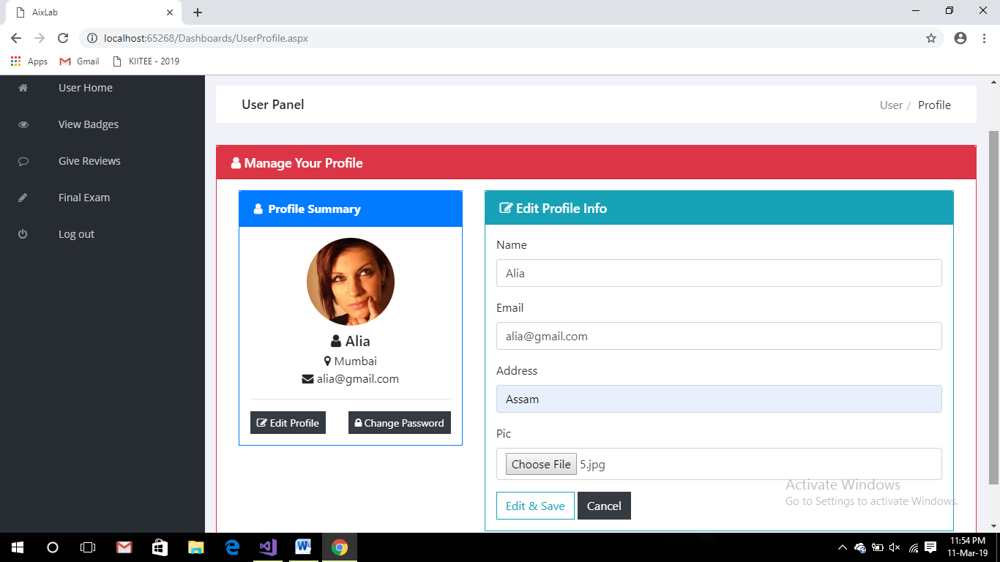 AixLab
localhost:65268/Dashboards/UserProfile.aspx
Apps Gmail KIITEE - 2019
User Home
View Badges
Give Reviews
Final Exam
Log out
User Panel
User / Profile
Manage Your Profile
Profile Summary
Alia
Mumbai
alia@gmail.com
Edit Profile Change Password
Edit Profile Info
Name
Alia
Email
alia@gmail.com
Address
Assam
Pic
Choose File 5.jpg
Edit & Save Cancel
Activate Windows
Go to Settings to activate Windows.
11:54 PM
11-Mar-19